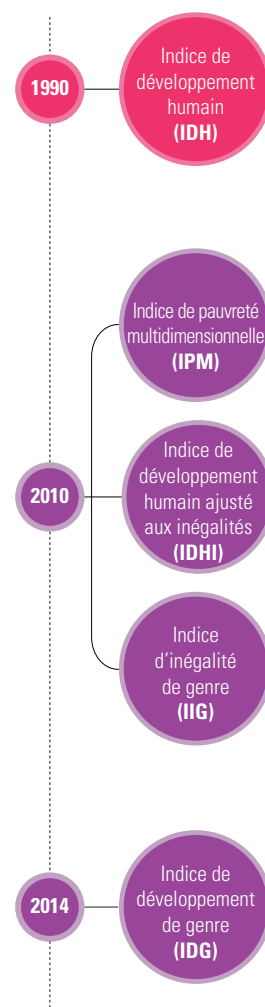 1990
Indice de
développement
humain
(IDH)
Indice de pauvreté
multidimensionnelle
(IPM)
2010
Indice de
développement
humain ajusté
aux inégalités
(IDHI)
Indice
d'inégalité
de genre
(IIG)
2014
Indice de
développement
de genre
(IDG)